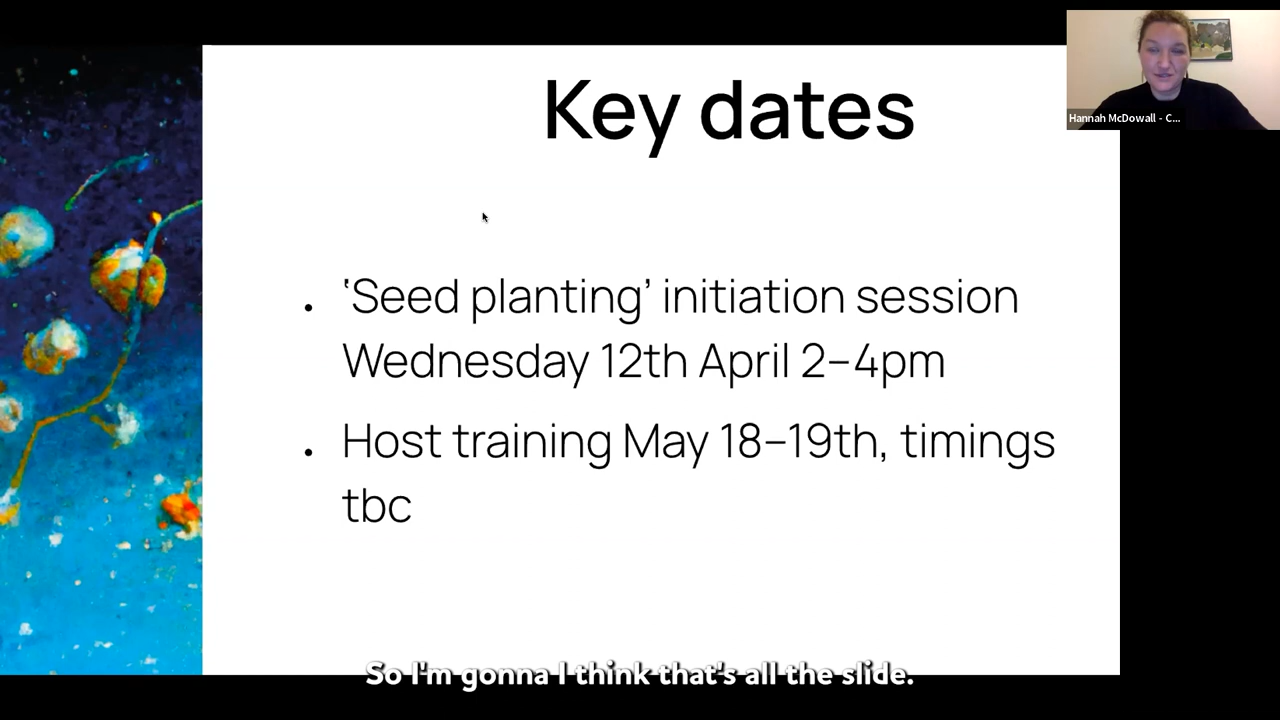 Key dates
Hannah McDowall - C...
‘Seed planting’ initiation session
Wednesday 12th April 2–4pm
Host training May 18–19th, timings
tbc
So I'm gonna I think that's all the slide.